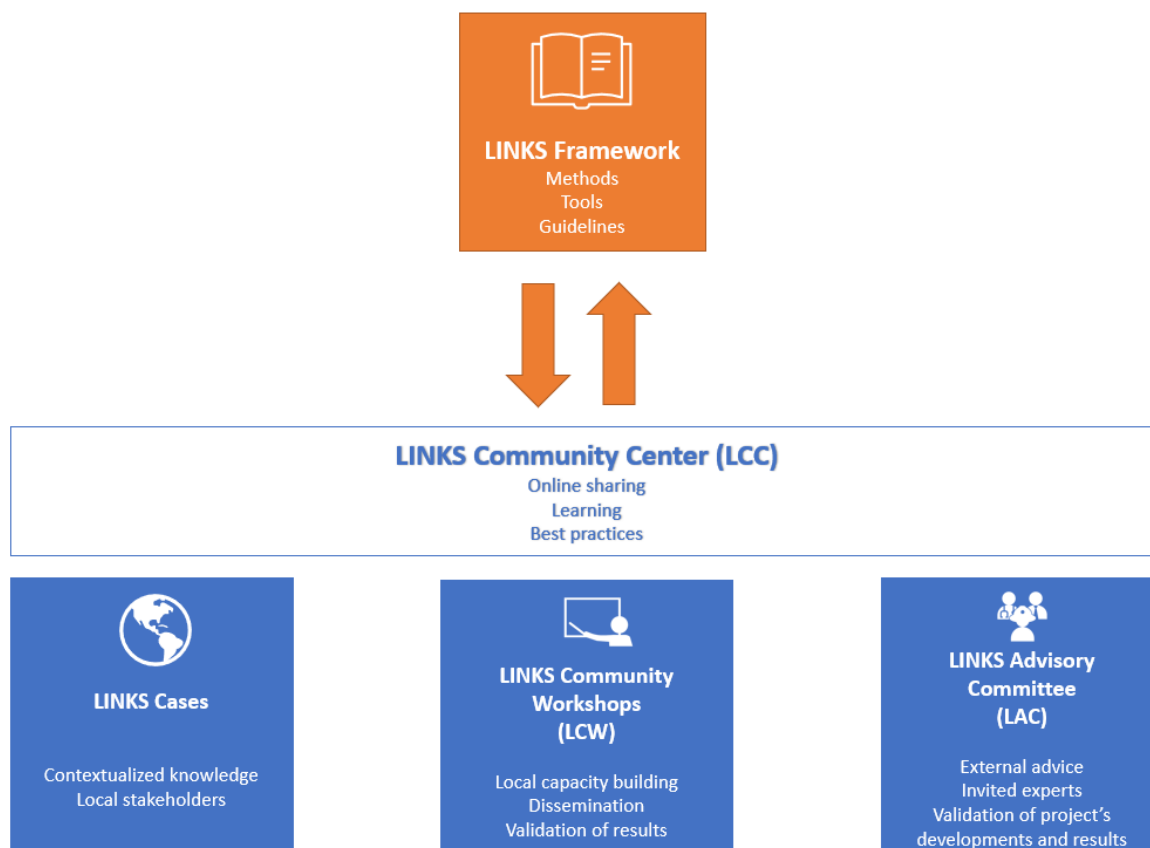 LINKS Framework
Methods
Tools
Guidelines
LINKS Community Center (LCC)
Online sharing
Learning
Best practices
LINKS Cases
Contextualized knowledge
Local stakeholders
LINKS Community
Workshops
(LCW)
Local capacity building
Dissemination
Validation of results
LINKS Advisory
Committee
(LAC)
External advice
Invited experts
Validation of project's
developments and results